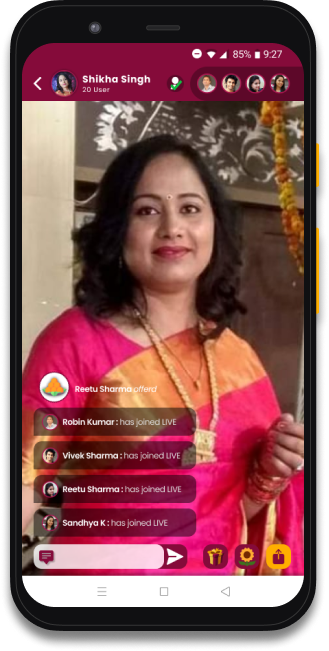 85% 9:27
Shikha Singh
20 User
Reetu Sharma offerd
Robin Kumar : has joined LIVE
Vivek Sharma : has joined LIVE
Reetu Sharma : has joined LIVE
Sandhya K : has joined LIVE